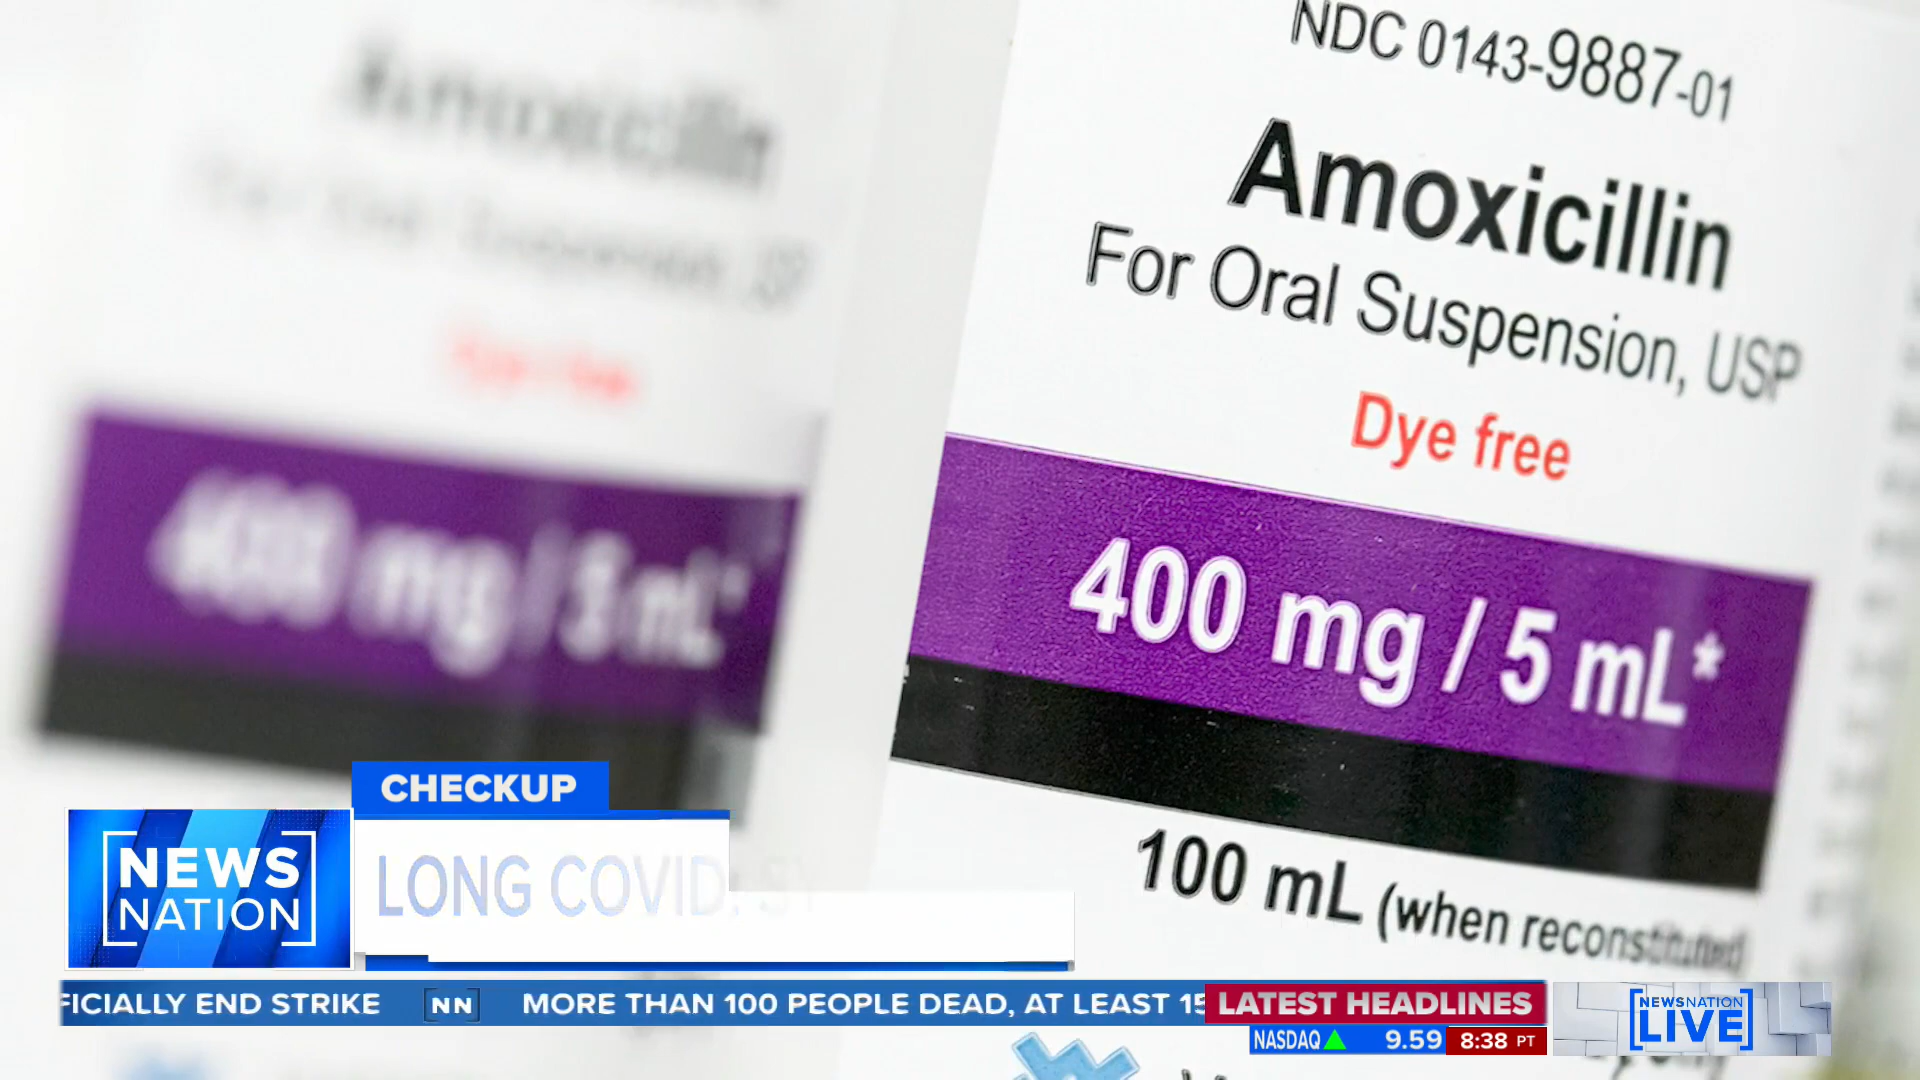 Amoxicillin
400 mg / 5 mL*
NDC 0143-9887-01
Amoxicillin
For Oral Suspension, USP
Dye free
400 mg / 5 mL*
100 mL (when reconstituted)
CHECKUP
NEWS
NATION
LONG COVID,
FICIALLY END STRIKE NN MORE THAN 100 PEOPLE DEAD, AT LEAST 15
LATEST HEADLINES
NASDAQ 9.59 8:38 PT
NEWSNATION
LIVE